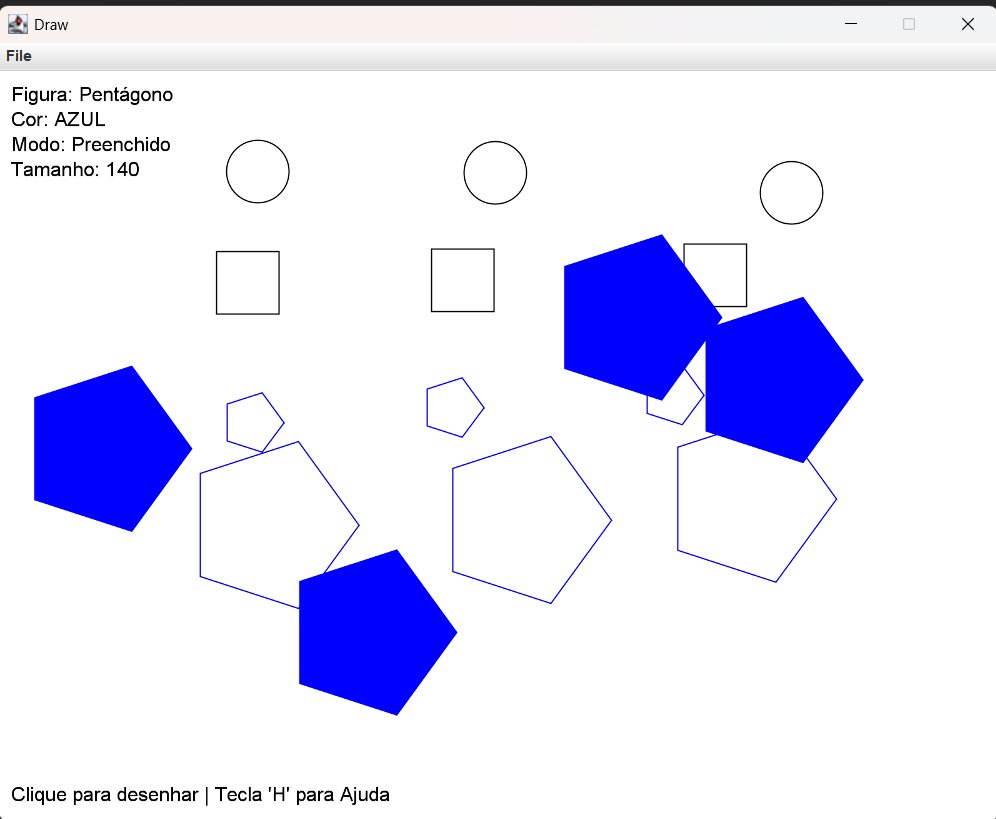 Draw
File
Figura: Pentágono
Cor: AZUL
Modo: Preenchido
Tamanho: 140
Clique para desenhar | Tecla 'H' para Ajuda